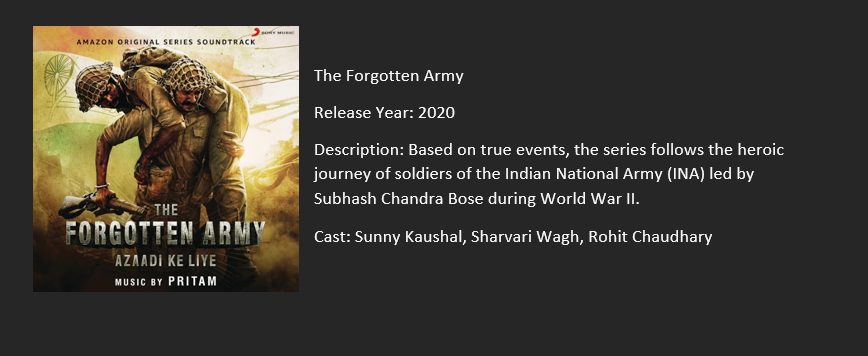 SONY MUSIC
AMAZON ORIGINAL SERIES SOUNDTRACK
THE
FORGOTTEN ARMY
AZAADI KE LIYE
MUSIC BY PRITAM
The Forgotten Army
Release Year: 2020
Description: Based on true events, the series follows the heroic
journey of soldiers of the Indian National Army (INA) led by
Subhash Chandra Bose during World War II.
Cast: Sunny Kaushal, Sharvari Wagh, Rohit Chaudhary